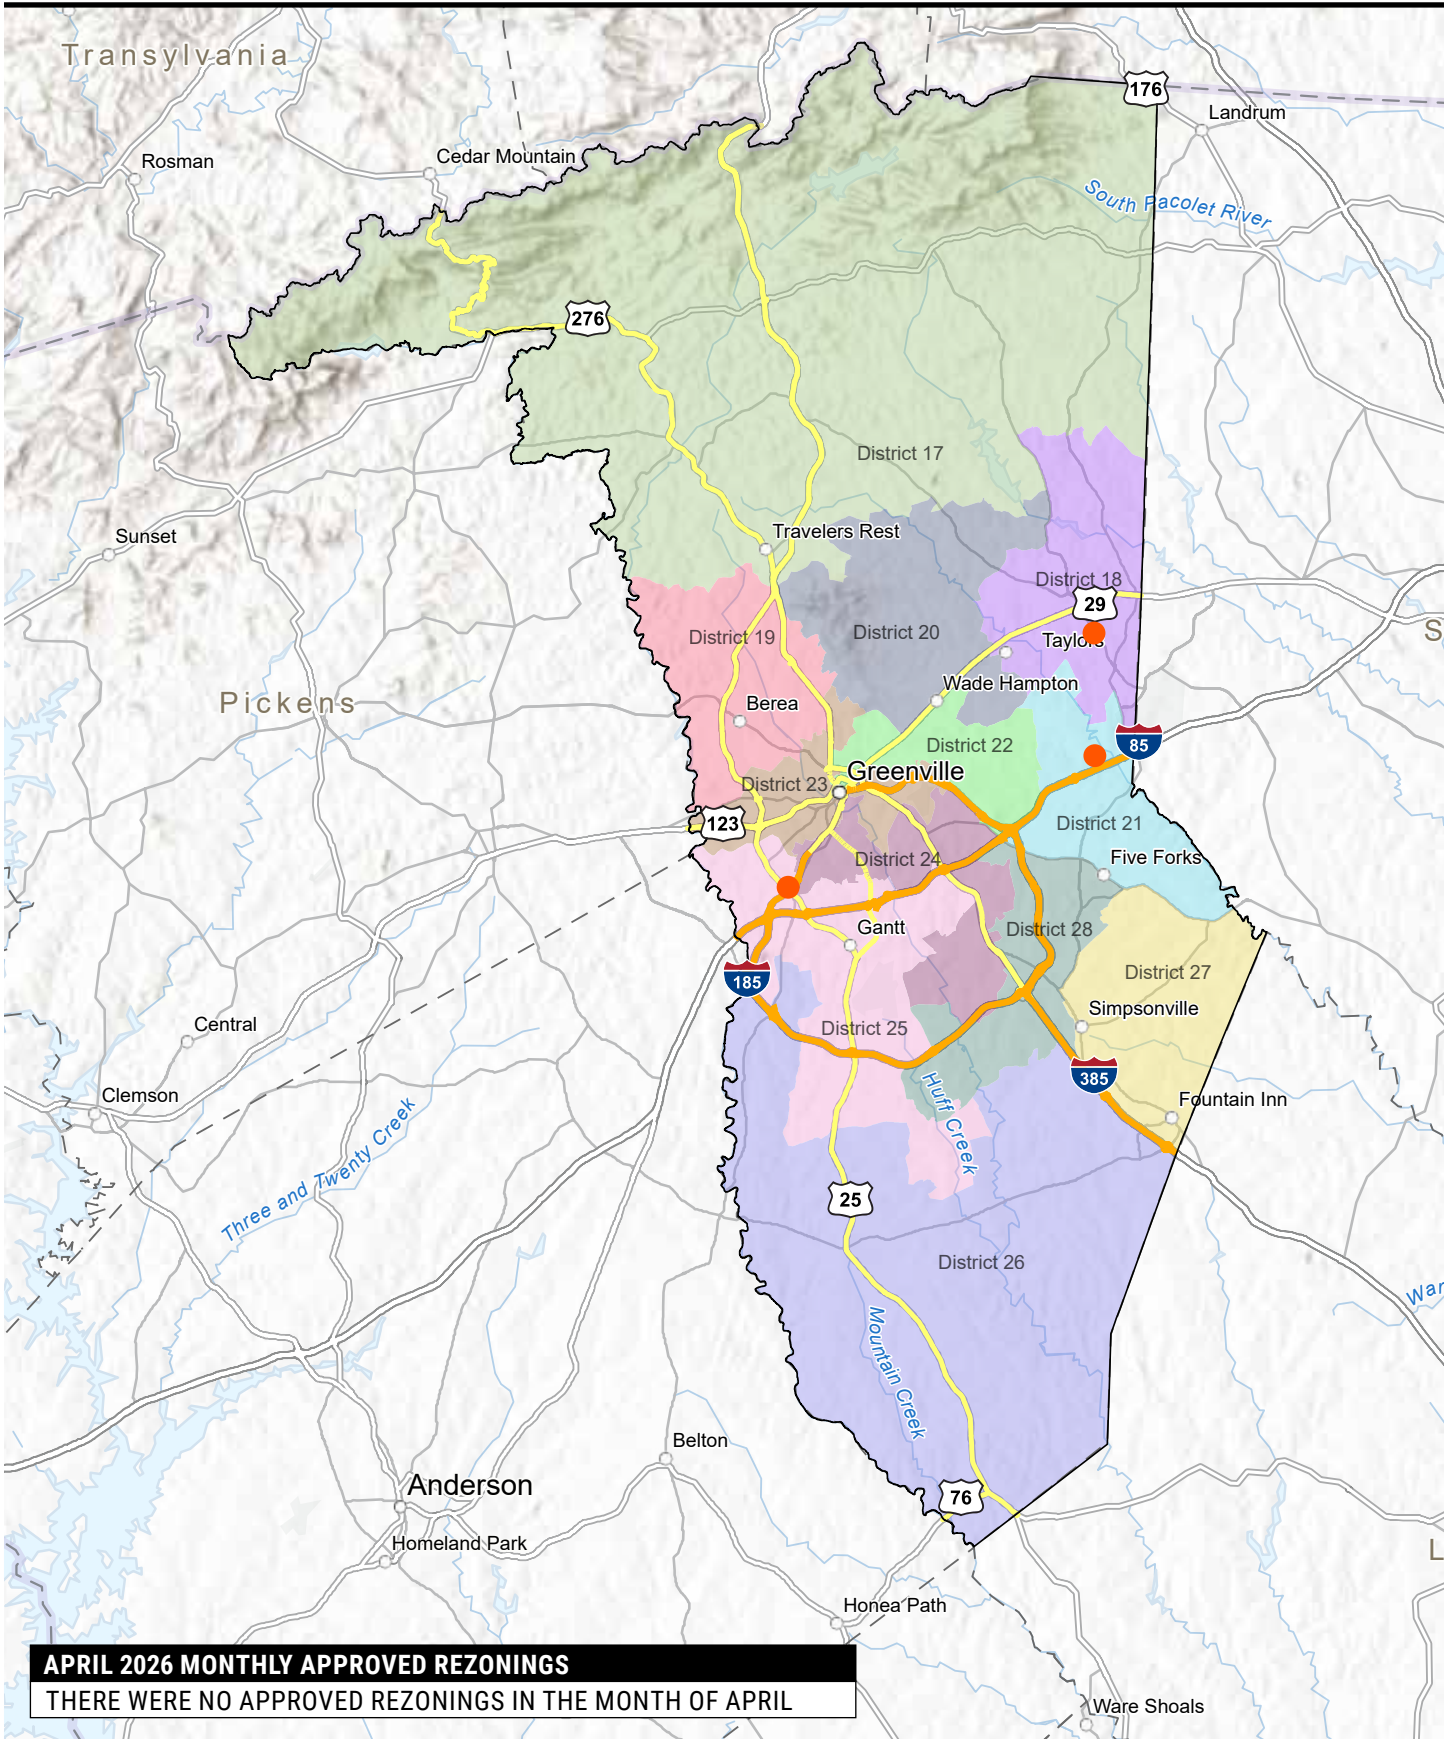 Transylvania
176
Landrum
Rosman
Cedar Mountain
South Pacolet River
276
District 17
Sunset
Travelers Rest
District 18
29
District 19
District 20
Taylors
S
Pickens
Wade Hampton
Berea
District 22
85
Greenville
District 23
123
District 21
District 24
Five Forks
Gantt
District 28
District 27
185
Simpsonville
Central
District 25
385
Clemson
Huff Creek
Fountain Inn
Three and Twenty Creek
25
District 26
War
Mountain Creek
Belton
Anderson
76
Homeland Park
L
Honea Path
APRIL 2026 MONTHLY APPROVED REZONINGS
THERE WERE NO APPROVED REZONINGS IN THE MONTH OF APRIL
Ware Shoals